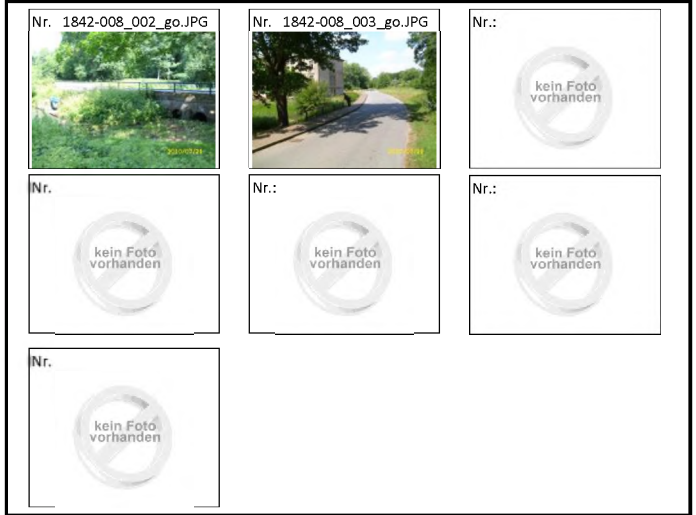 Nr. 1842-008_002_go.JPG
Nr. 1842-008_003_go.JPG
Nr.:
kein Foto
vorhanden
Nr.
kein Foto
vorhanden
Nr.:
kein Foto
vorhanden
Nr.:
kein Foto
vorhanden
Nr.
kein Foto
vorhanden